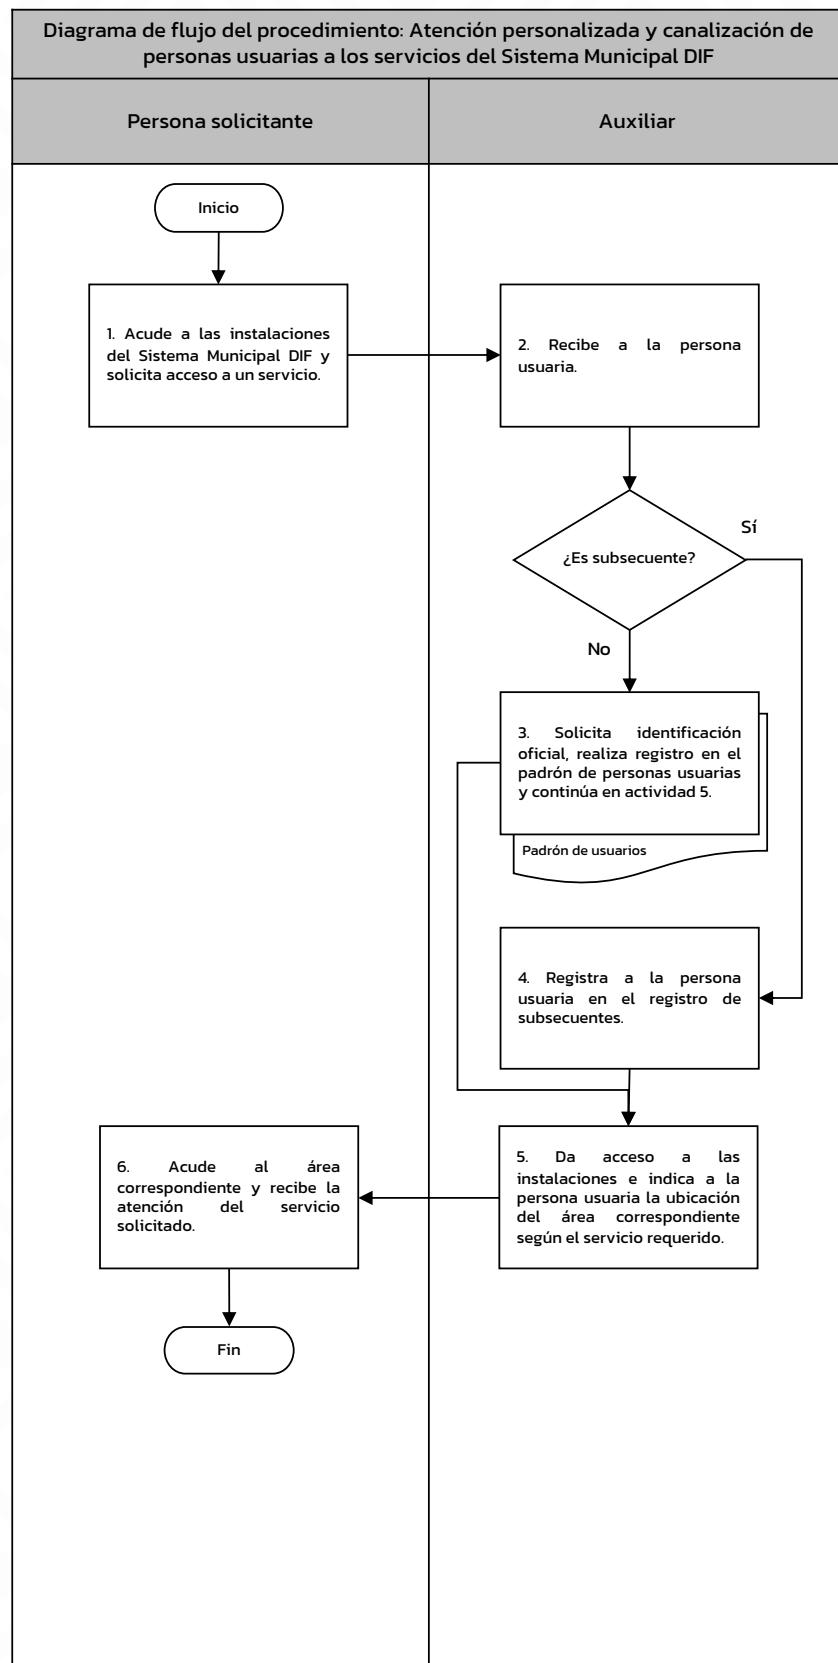 Diagrama de flujo del procedimiento: Atención personalizada y canalización de
personas usuarias a los servicios del Sistema Municipal DIF
Persona solicitante
Auxiliar
Inicio
1. Acude a las instalaciones
del Sistema Municipal DIF y
solicita acceso a un servicio.
2. Recibe a la persona
usuaria.
¿Es subsecuente?
Sí
No
3. Solicita identificación
oficial, realiza registro en el
padrón de personas usuarias
y continúa en actividad 5.
Padrón de usuarios
4. Registra a la persona
usuaria en el registro de
subsecuentes.
5. Da acceso a las
instalaciones e indica a la
persona usuaria la ubicación
del área correspondiente
según el servicio requerido.
6. Acude al área
correspondiente y recibe la
atención del servicio
solicitado.
Fin